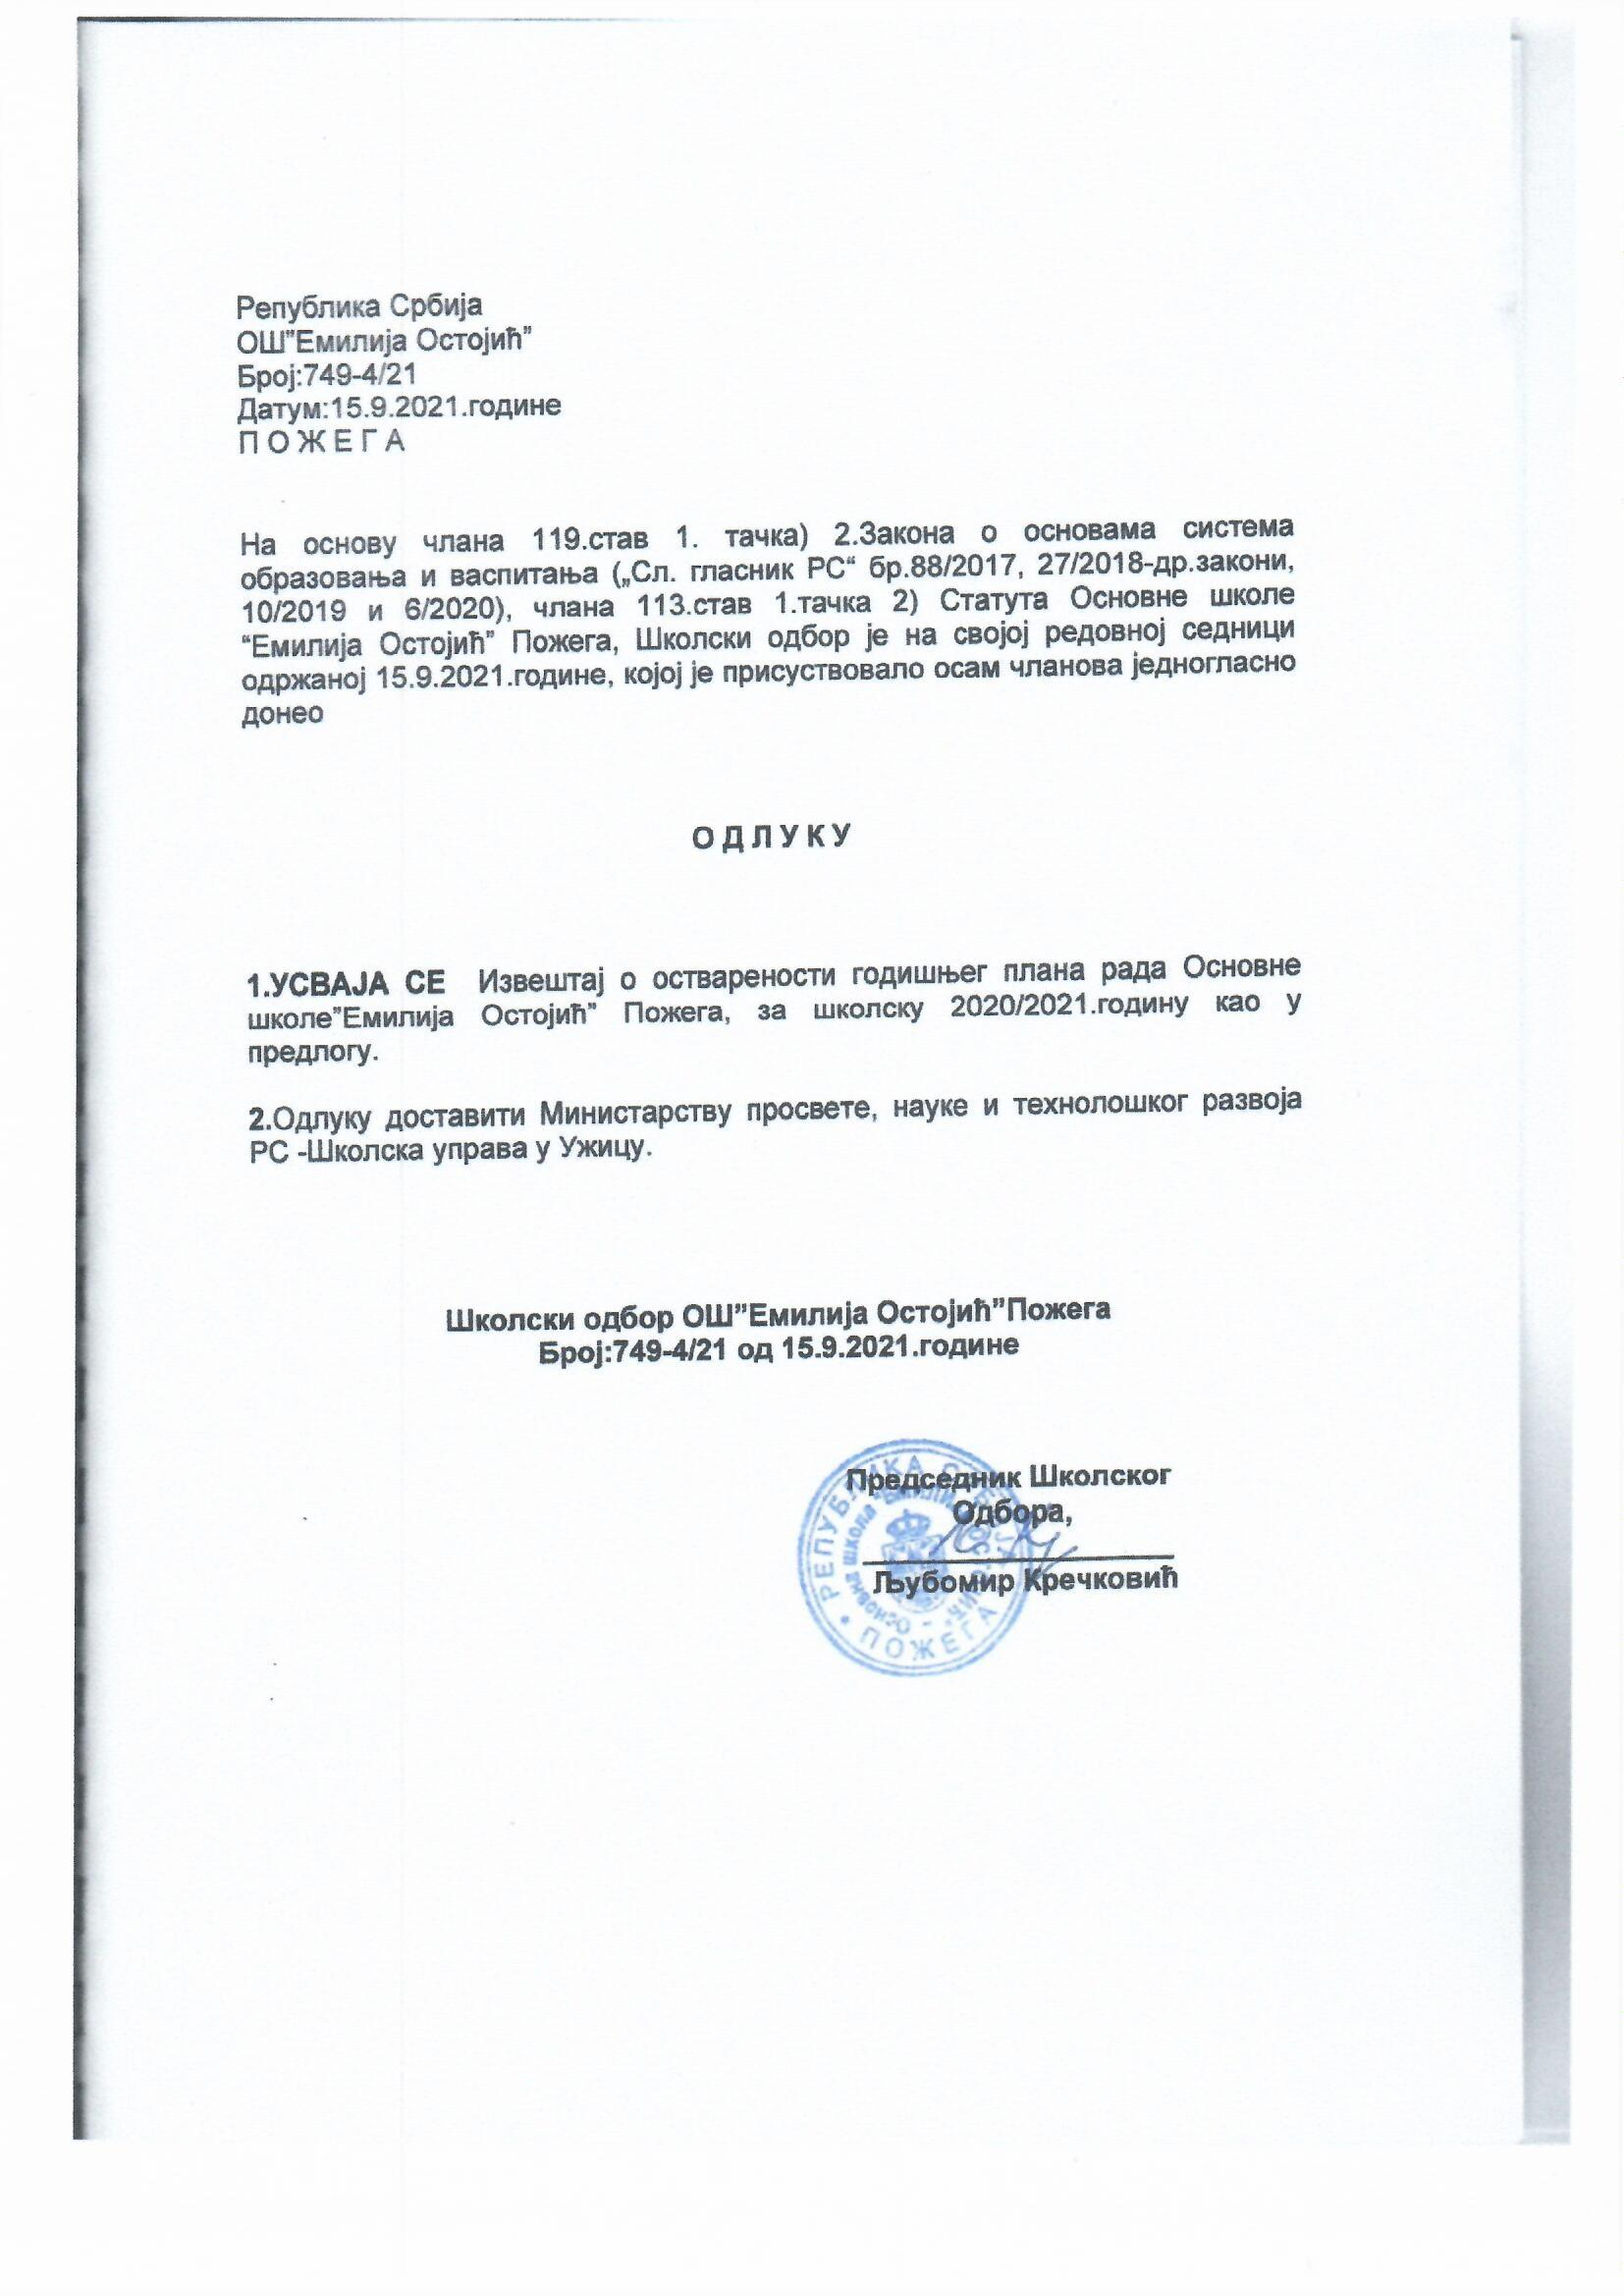 Република Србија
ОШ"Емилија Остојић"
Број:749-4/21
Датум:15.9.2021.године
П О Ж Е Г А
На основу члана 119.став 1. тачка) 2.Закона о основама система
образовања и васпитања („Сл. гласник РС“ бр.88/2017, 27/2018-др.закони,
10/2019 и 6/2020), члана 113.став 1.тачка 2) Статута Основне школе
“Емилија Остојић” Пожега, Школски одбор је на својој редовној седници
одржаној 15.9.2021.године, којој је присуствовало осам чланова једногласно
донео
О Д Л У К У
1.УСВАЈА СЕ Извештај о остварености годишњег плана рада Основне
школе”Емилија Остојић” Пожега, за школску 2020/2021.годину као у
предлогу.
2.Одлуку доставити Министарству просвете, науке и технолошког развоја
РС -Школска управа у Ужицу.
Школски одбор ОШ”Емилија Остојић”Пожега
Број:749-4/21 од 15.9.2021.године
Председник Школског
Одбора,
Љубомир Кречковић
РЕПУБЛИКА СРБИЈА
Основна школа "Емилија Остојић" -
ПОЖЕГА